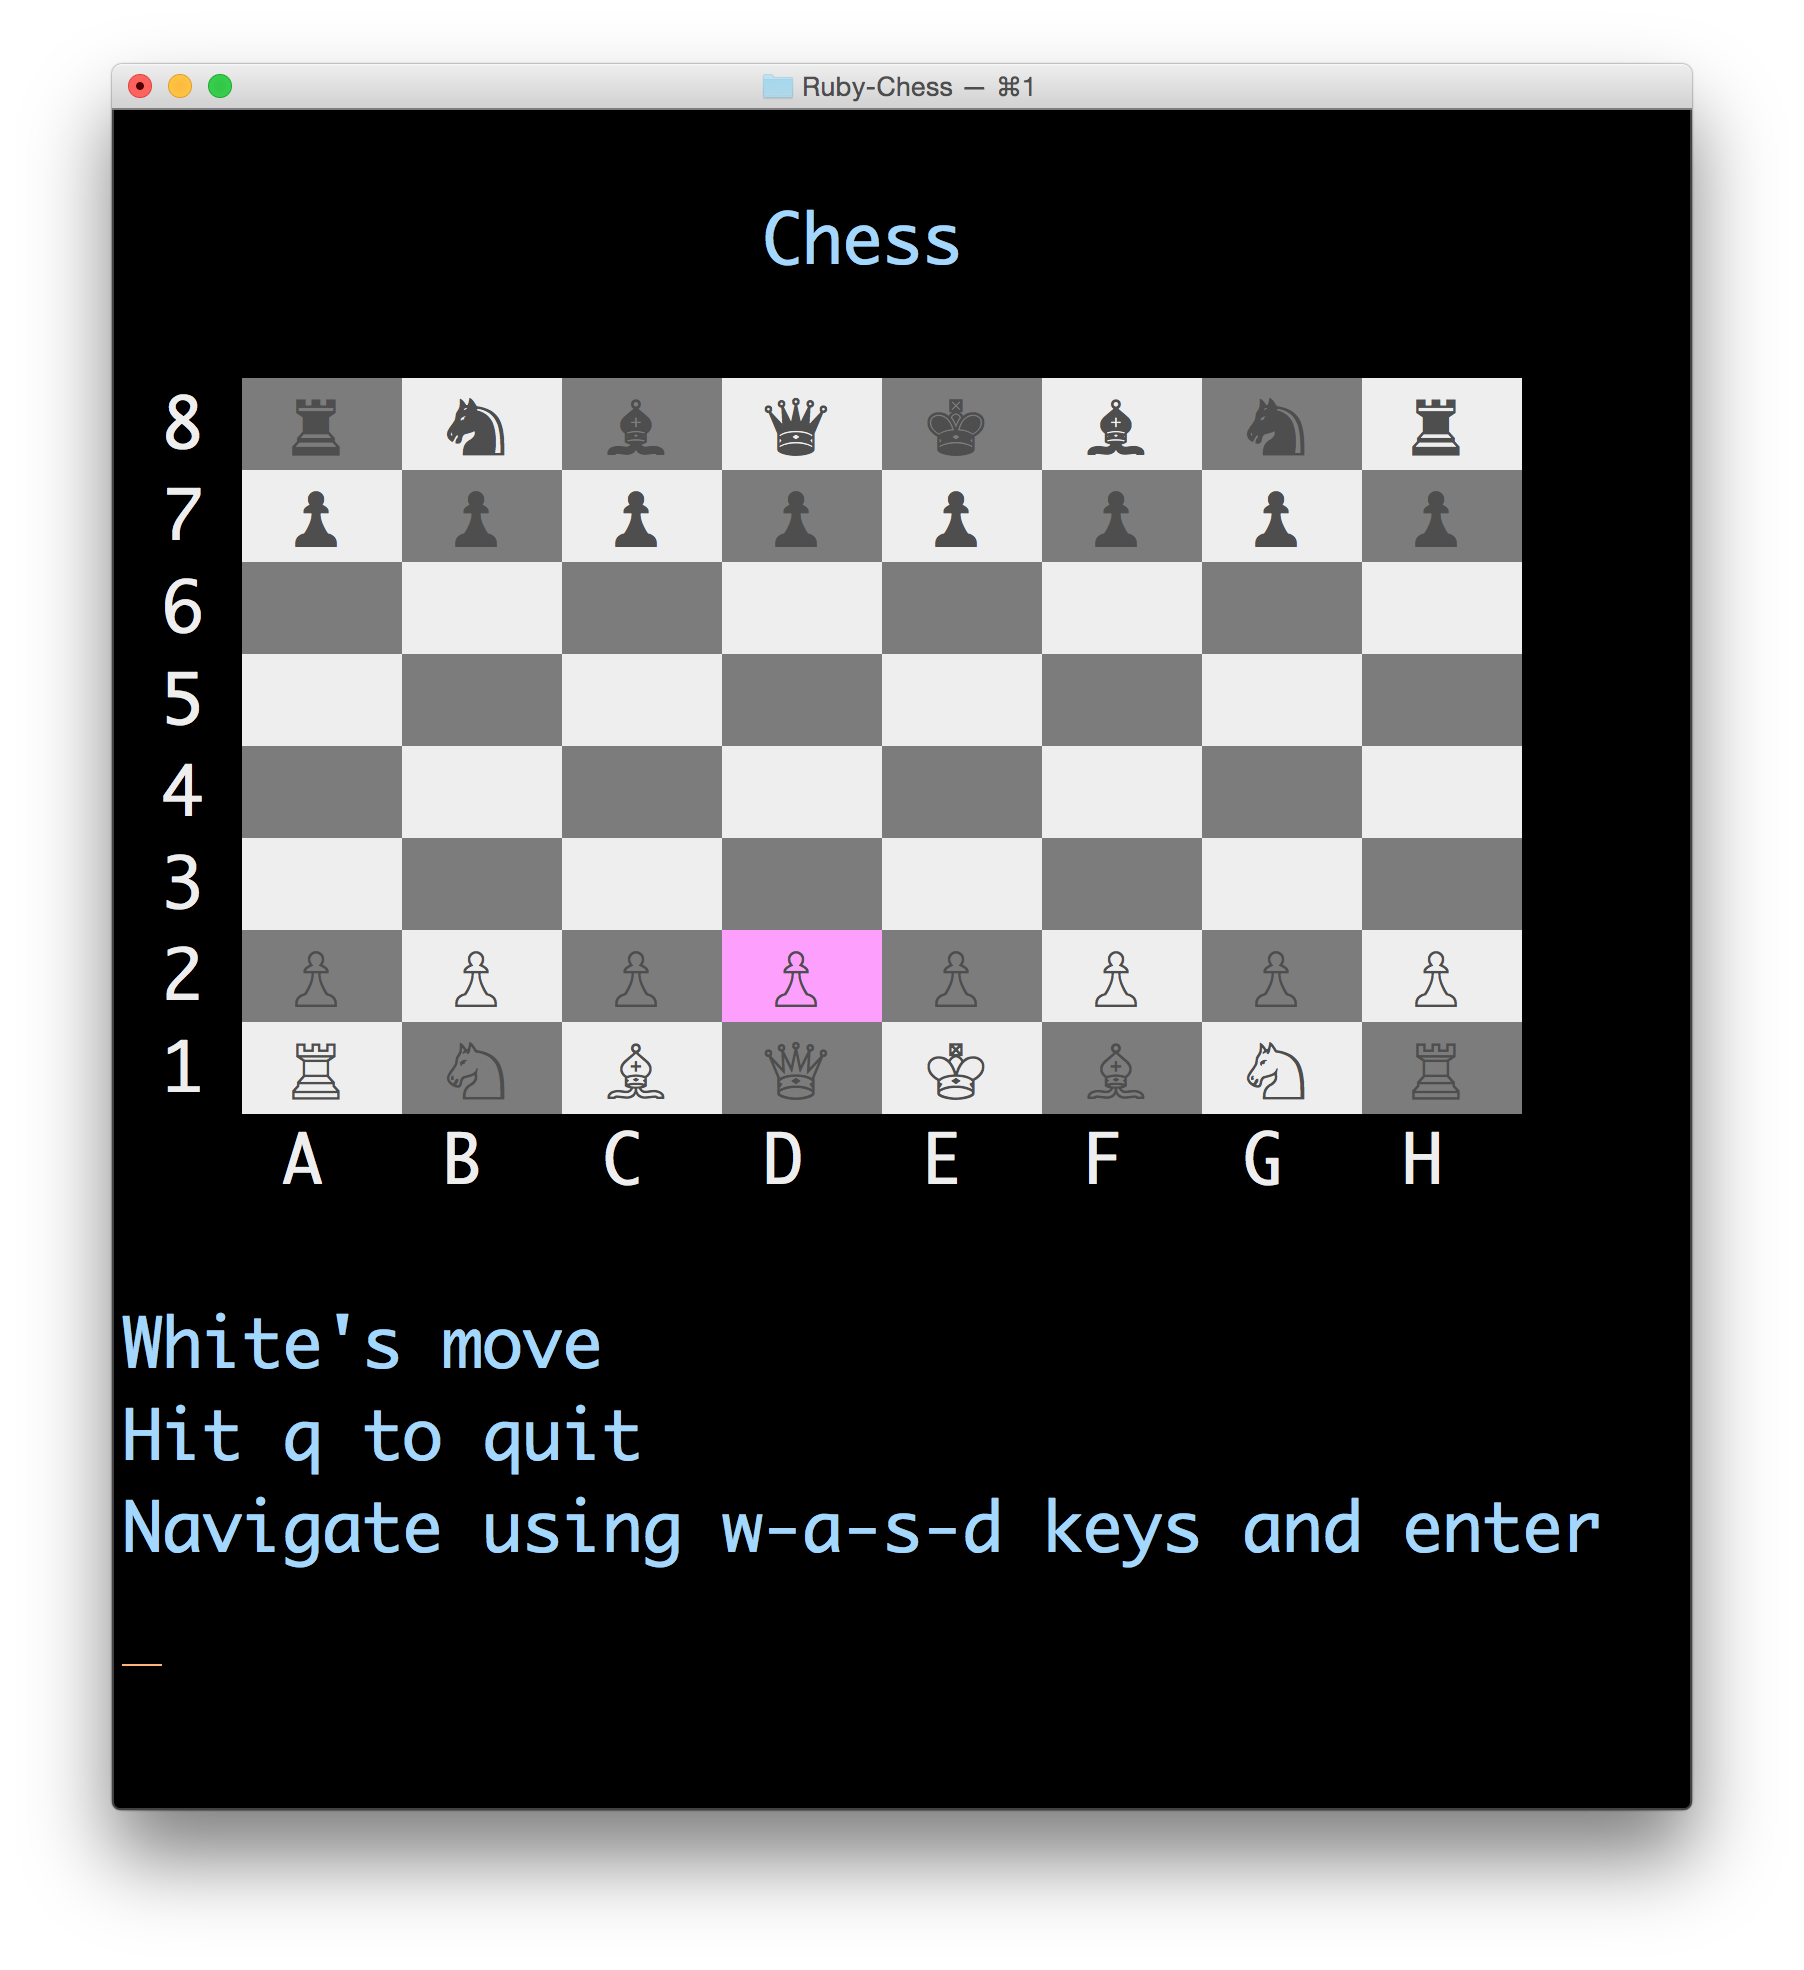 Ruby-Chess — ⌘1
Chess
8
7
6
5
4
3
2
1
A B C D E F G H
White's move
Hit q to quit
Navigate using w-a-s-d keys and enter